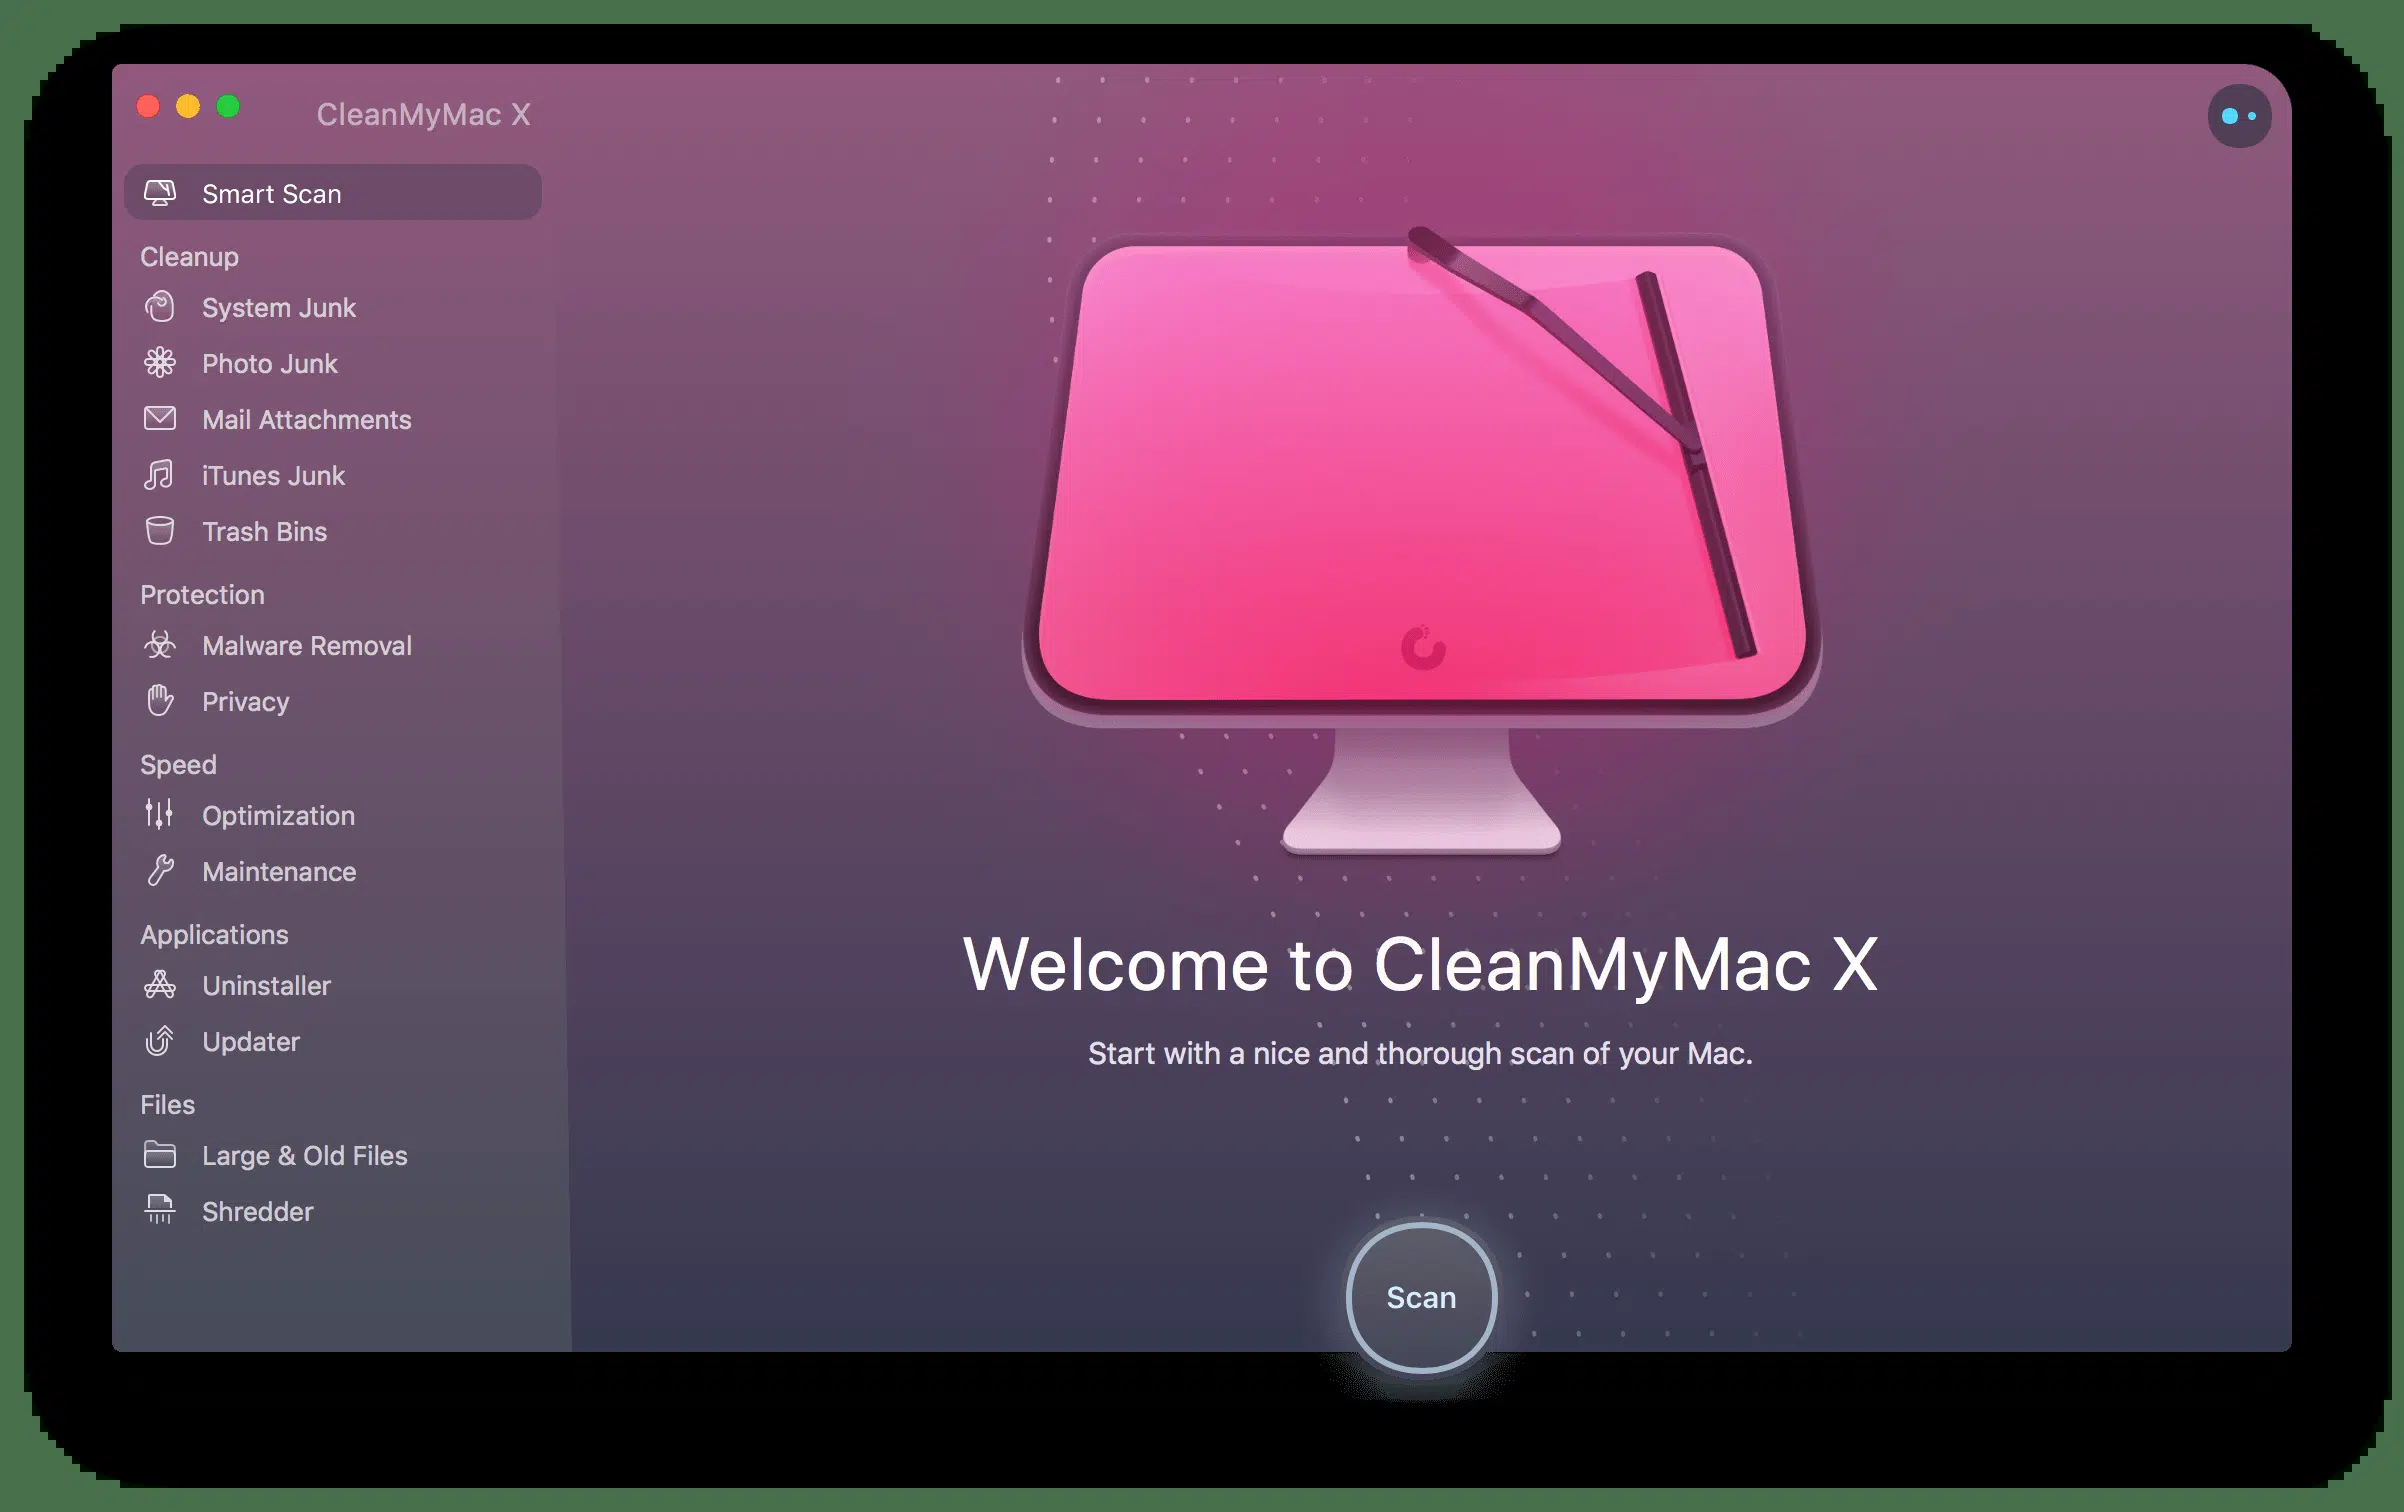 CleanMyMac X
Smart Scan
Cleanup
System Junk
Photo Junk
Mail Attachments
iTunes Junk
Trash Bins
Protection
Malware Removal
Privacy
Speed
Optimization
Maintenance
Applications
Uninstaller
Updater
Files
Large & Old Files
Shredder
Welcome to CleanMyMac X
Start with a nice and thorough scan of your Mac.
Scan